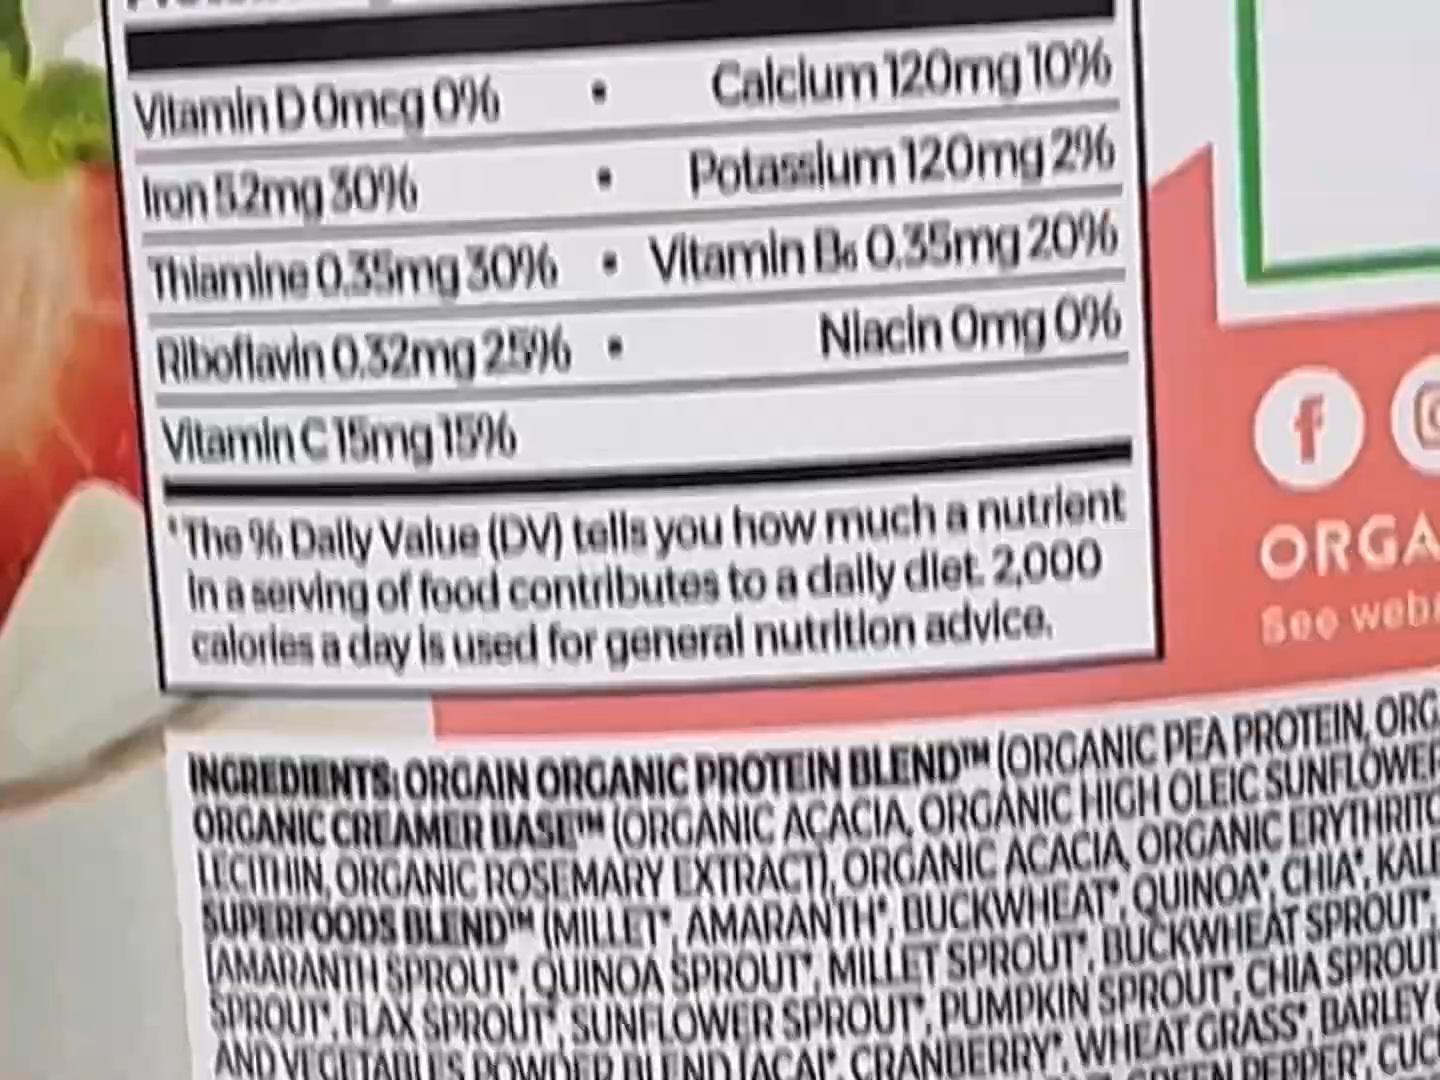 Vitamin D 0mcg 0% • Calcium 120mg 10%
Iron 5.2mg 30% • Potassium 120mg 2%
Thiamine 0.35mg 30% • Vitamin B6 0.35mg 20%
Riboflavin 0.32mg 25% • Niacin 0mg 0%
Vitamin C 15mg 15%
*The % Daily Value (DV) tells you how much a nutrient
in a serving of food contributes to a daily diet. 2,000
calories a day is used for general nutrition advice.
f
ORGA
See webs
INGREDIENTS: ORGAIN ORGANIC PROTEIN BLEND™ (ORGANIC PEA PROTEIN, ORG
ORGANIC CREAMER BASE™ (ORGANIC ACACIA, ORGANIC HIGH OLEIC SUNFLOWER
LECITHIN, ORGANIC ROSEMARY EXTRACT), ORGANIC ACACIA, ORGANIC ERYTHRITO
SUPERFOODS BLEND™ (MILLET*, AMARANTH*, BUCKWHEAT*, QUINOA*, CHIA*, KALE
[AMARANTH SPROUT*, QUINOA SPROUT*, MILLET SPROUT*, BUCKWHEAT SPROUT*,
SPROUT*, FLAX SPROUT*, SUNFLOWER SPROUT*, PUMPKIN SPROUT*, CHIA SPROUT
AND VEGETABLES POWDER BLEND [ACAI*, CRANBERRY*, WHEAT GRASS*, BARLEY
GREEN PEPPER*, CUC